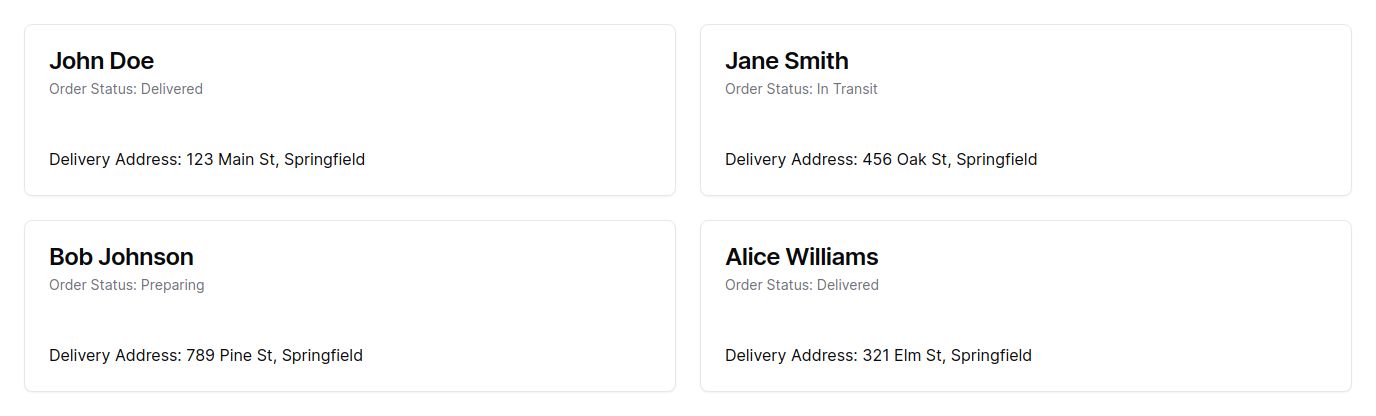 John Doe
Order Status: Delivered
Delivery Address: 123 Main St, Springfield
Jane Smith
Order Status: In Transit
Delivery Address: 456 Oak St, Springfield
Bob Johnson
Order Status: Preparing
Delivery Address: 789 Pine St, Springfield
Alice Williams
Order Status: Delivered
Delivery Address: 321 Elm St, Springfield